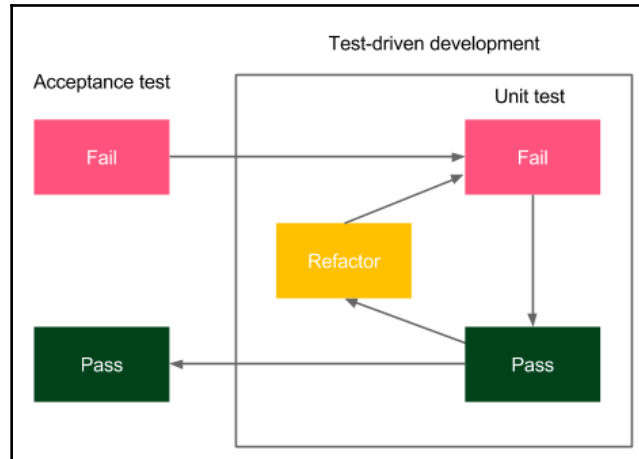 Test-driven development
Acceptance test
Unit test
Fail
Fail
Refactor
Pass
Pass